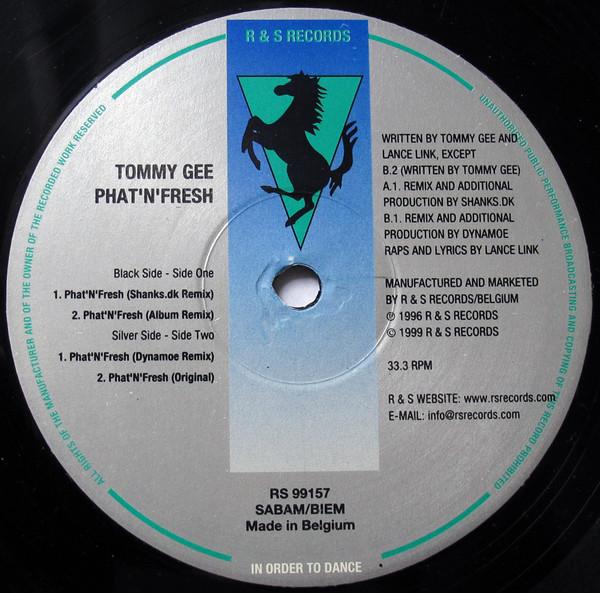 R & S RECORDS
TOMMY GEE
PHAT'N'FRESH
Black Side - Side One
1. Phat'N'Fresh (Shanks.dk Remix)
2. Phat'N'Fresh (Album Remix)
Silver Side - Side Two
1. Phat'N'Fresh (Dynamoe Remix)
2. Phat'N'Fresh (Original)
WRITTEN BY TOMMY GEE AND
LANCE LINK, EXCEPT
B.2 (WRITTEN BY TOMMY GEE)
A.1. REMIX AND ADDITIONAL
PRODUCTION BY SHANKS.DK
B.1. REMIX AND ADDITIONAL
PRODUCTION BY DYNAMOE
RAPS AND LYRICS BY LANCE LINK
MANUFACTURED AND MARKETED
BY R & S RECORDS/BELGIUM
℗ 1996 R & S RECORDS
© 1999 R & S RECORDS
33.3 RPM
R & S WEBSITE: www.rsrecords.com
E-MAIL: info@rsrecords.com
RS 99157
SABAM/BIEM
Made in Belgium
IN ORDER TO DANCE
ALL RIGHTS OF THE MANUFACTURER AND OF THE OWNER OF THE RECORDED WORK RESERVED
UNAUTHORISED PUBLIC PERFORMANCE BROADCASTING AND COPYING OF THIS RECORD PROHIBITED